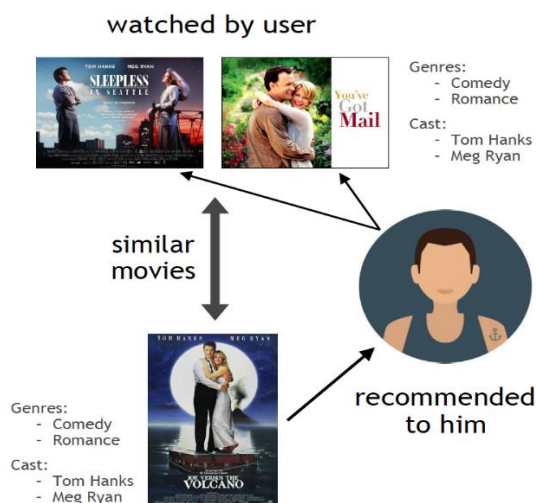 watched by user
TOM HANKS MEG RYAN
SLEEPLESS
IN SEATTLE
You've
Got
Mail
Genres:
- Comedy
- Romance
Cast:
- Tom Hanks
- Meg Ryan
similar
movies
TOM HANKS MEG RYAN
JOE VERSUS THE
VOLCANO
Genres:
- Comedy
- Romance
Cast:
- Tom Hanks
- Meg Ryan
recommended
to him